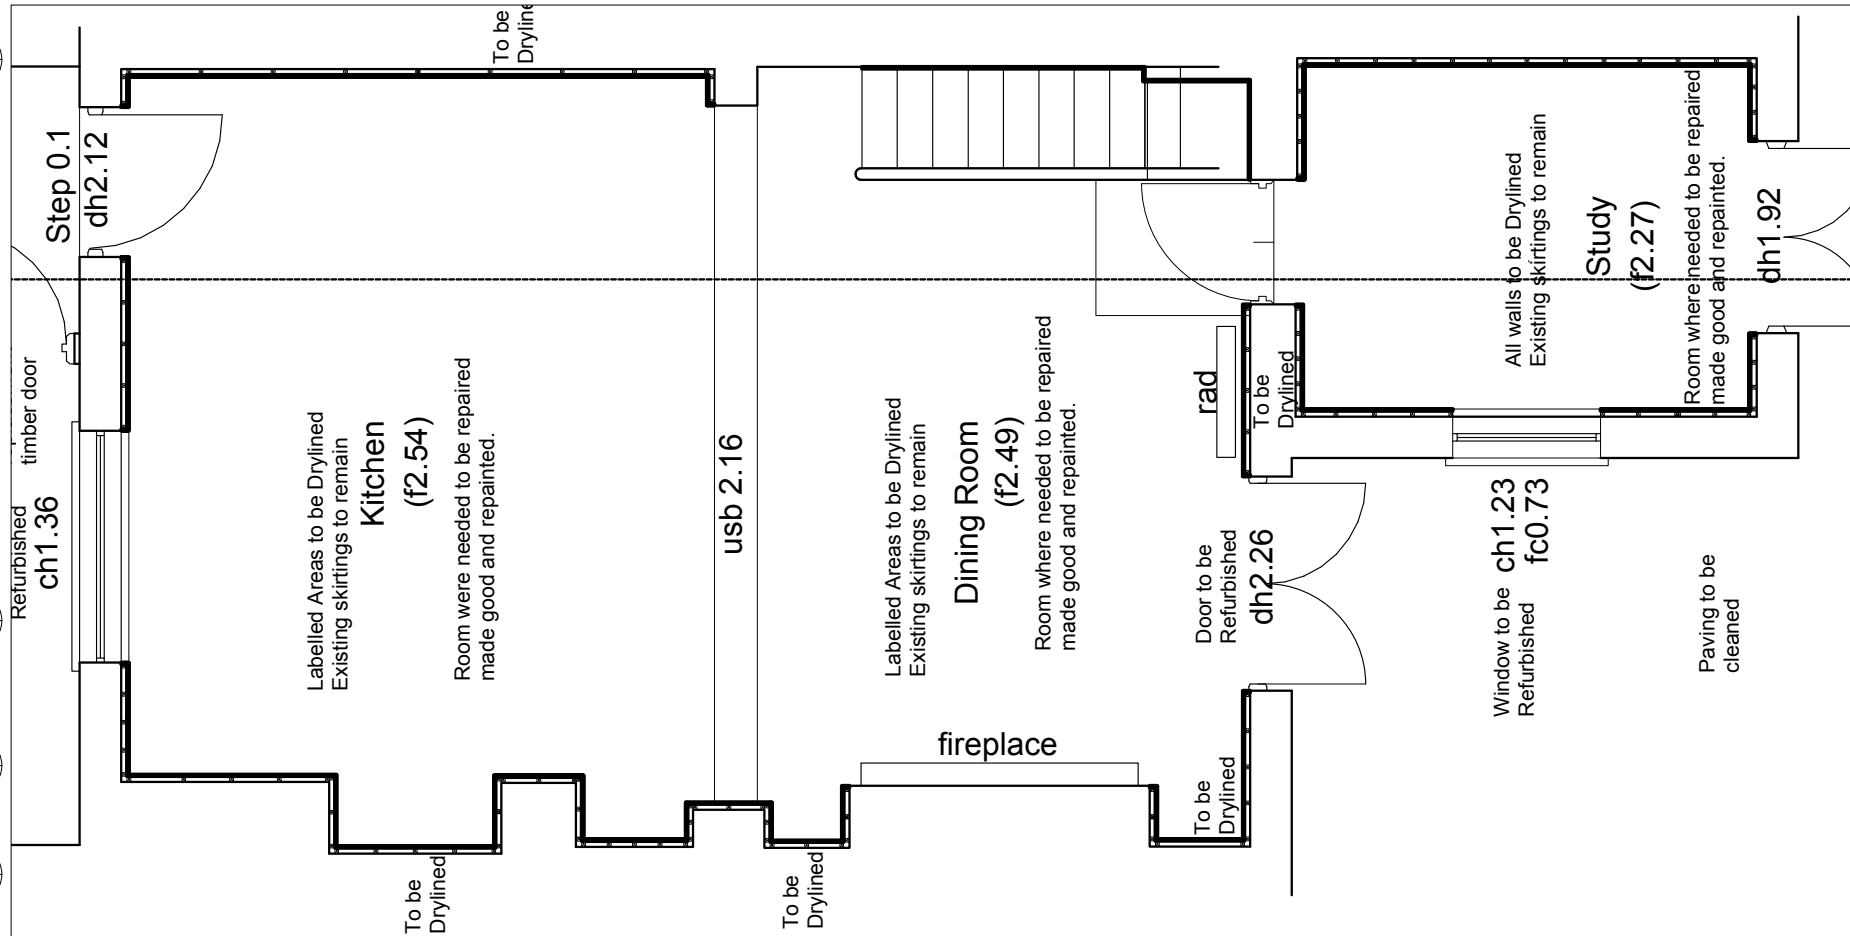 To be
Dryline
Step 0.1
dh2.12
timber door
Refurbished
ch1.36
Labelled Areas to be Drylined
Existing skirtings to remain
Kitchen
(f2.54)
Room were needed to be repaired
made good and repainted.
To be
Drylined
usb 2.16
To be
Drylined
Labelled Areas to be Drylined
Existing skirtings to remain
Dining Room
(f2.49)
Room where needed to be repaired
made good and repainted.
fireplace
rad
To be
Drylined
Door to be
Refurbished
dh2.26
To be
Drylined
All walls to be Drylined
Existing skirtings to remain
Study
(f2.27)
Room where needed to be repaired
made good and repainted.
dh1.92
ch1.23
fc0.73
Window to be
Refurbished
Paving to be
cleaned